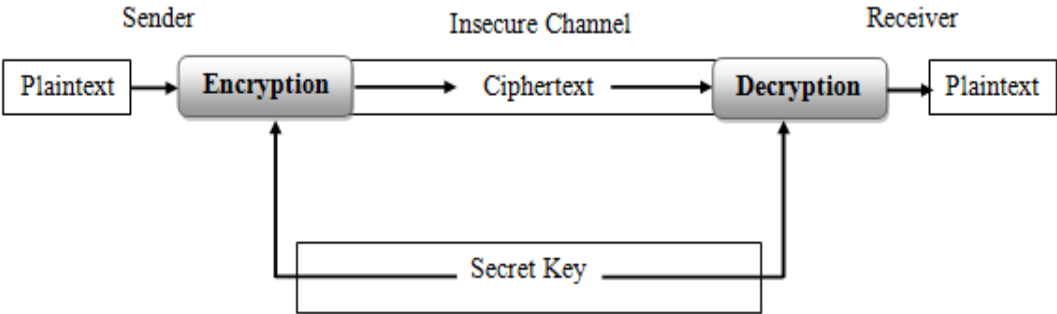 Sender
Insecure Channel
Receiver
Plaintext
Encryption
Ciphertext
Decryption
Plaintext
Secret Key